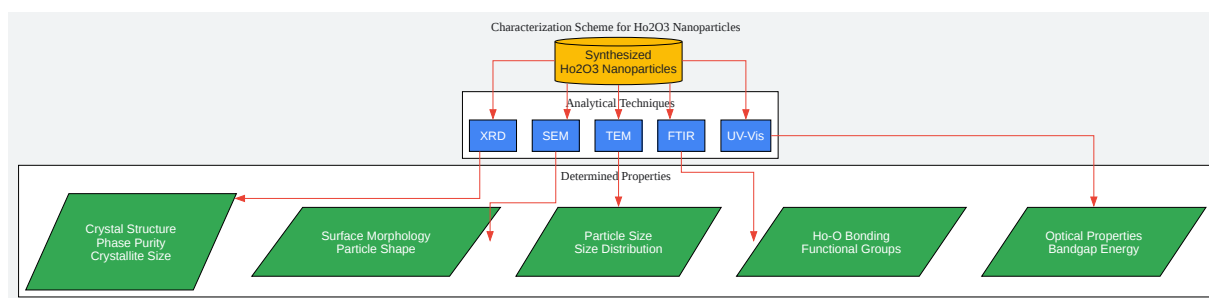 Characterization Scheme for Ho2O3 Nanoparticles
Synthesized
Ho2O3 Nanoparticles
Analytical Techniques
XRD
SEM
TEM
FTIR
UV-Vis
Determined Properties
Crystal Structure
Phase Purity
Crystallite Size
Surface Morphology
Particle Shape
Particle Size
Size Distribution
Ho-O Bonding
Functional Groups
Optical Properties
Bandgap Energy